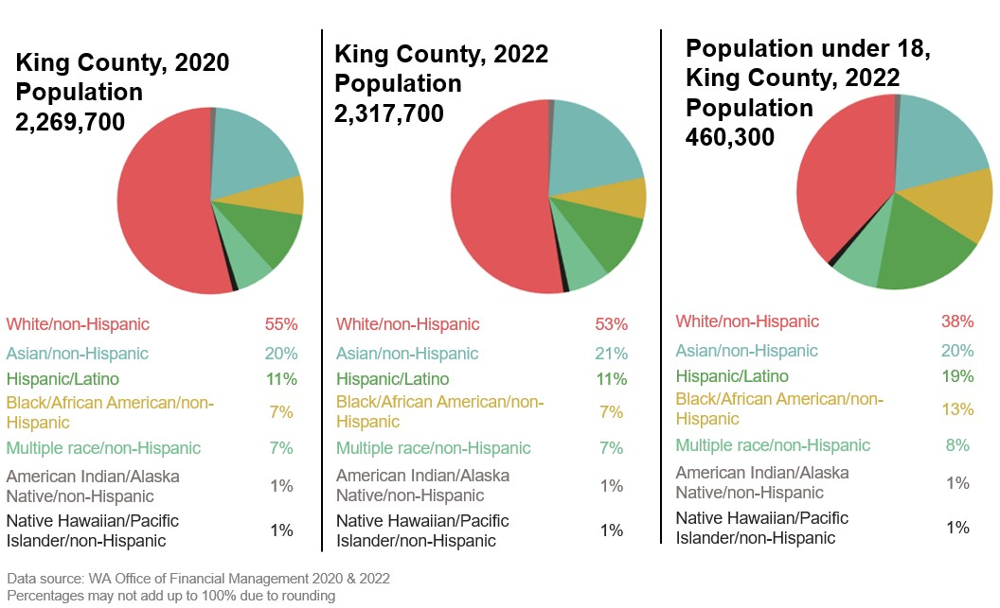 King County, 2020
Population
2,269,700
White/non-Hispanic 55%
Asian/non-Hispanic 20%
Hispanic/Latino 11%
Black/African American/non-
Hispanic 7%
Multiple race/non-Hispanic 7%
American Indian/Alaska
Native/non-Hispanic 1%
Native Hawaiian/Pacific
Islander/non-Hispanic 1%
King County, 2022
Population
2,317,700
White/non-Hispanic 53%
Asian/non-Hispanic 21%
Hispanic/Latino 11%
Black/African American/non-
Hispanic 7%
Multiple race/non-Hispanic 7%
American Indian/Alaska
Native/non-Hispanic 1%
Native Hawaiian/Pacific
Islander/non-Hispanic 1%
Population under 18,
King County, 2022
Population
460,300
White/non-Hispanic 38%
Asian/non-Hispanic 20%
Hispanic/Latino 19%
Black/African American/non-
Hispanic 13%
Multiple race/non-Hispanic 8%
American Indian/Alaska
Native/non-Hispanic 1%
Native Hawaiian/Pacific
Islander/non-Hispanic 1%
Data source: WA Office of Financial Management 2020 & 2022
Percentages may not add up to 100% due to rounding